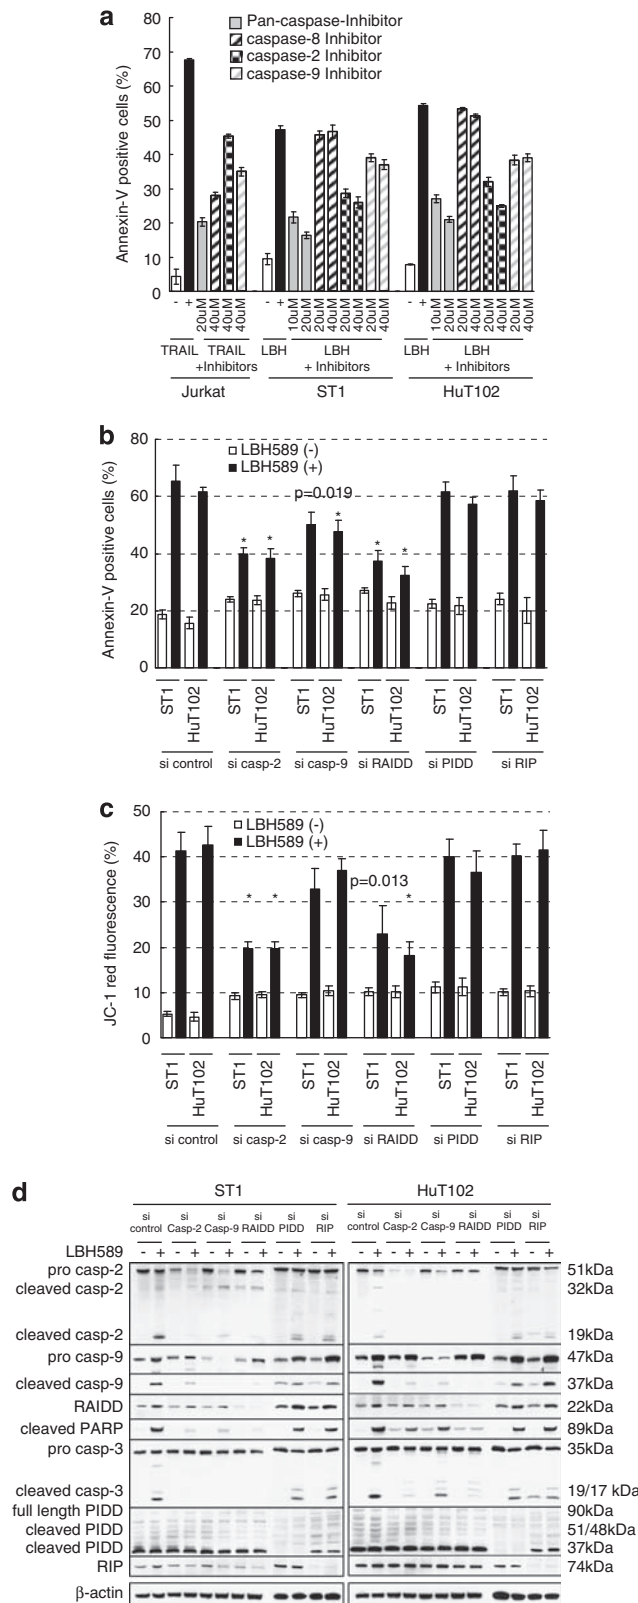 a
Pan-caspase-Inhibitor
caspase-8 Inhibitor
caspase-2 Inhibitor
caspase-9 Inhibitor
Annexin-V positive cells (%)
80
70
60
50
40
30
20
10
0
- + 20uM 40uM 40uM 40uM - + 10uM 20uM 20uM 40uM 20uM 40uM 20uM 40uM - + 10uM 20uM 20uM 40uM 20uM 40uM 20uM 40uM
TRAIL TRAIL LBH LBH LBH LBH
+Inhibitors + Inhibitors + Inhibitors
Jurkat ST1 HuT102
b
LBH589 (-)
LBH589 (+)
p=0.019
* * * * *
Annexin-V positive cells (%)
80
60
40
20
0
ST1 HuT102 ST1 HuT102 ST1 HuT102 ST1 HuT102 ST1 HuT102 ST1 HuT102
si control si casp-2 si casp-9 si RAIDD si PIDD si RIP
c
LBH589 (-)
LBH589 (+)
p=0.013
* * *
JC-1 red fluorescence (%)
50
40
30
20
10
0
ST1 HuT102 ST1 HuT102 ST1 HuT102 ST1 HuT102 ST1 HuT102 ST1 HuT102
si control si casp-2 si casp-9 si RAIDD si PIDD si RIP
d
ST1 HuT102
si control si Casp-2 si Casp-9 si RAIDD si PIDD si RIP si control si Casp-2 si Casp-9 si RAIDD si PIDD si RIP
LBH589 - + - + - + - + - + - + - + - + - + - + - + - +
pro casp-2 51kDa
cleaved casp-2 32kDa
cleaved casp-2 19kDa
pro casp-9 47kDa
cleaved casp-9 37kDa
RAIDD 22kDa
cleaved PARP 89kDa
pro casp-3 35kDa
cleaved casp-3 19/17 kDa
full length PIDD 90kDa
cleaved PIDD 51/48kDa
cleaved PIDD 37kDa
RIP 74kDa
β-actin